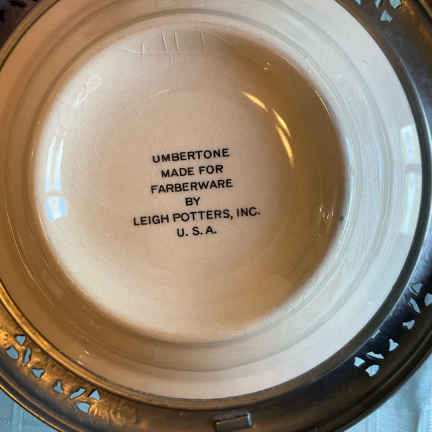 UMBERTONE
MADE FOR
FARBERWARE
BY
LEIGH POTTERS, INC.
U. S. A.